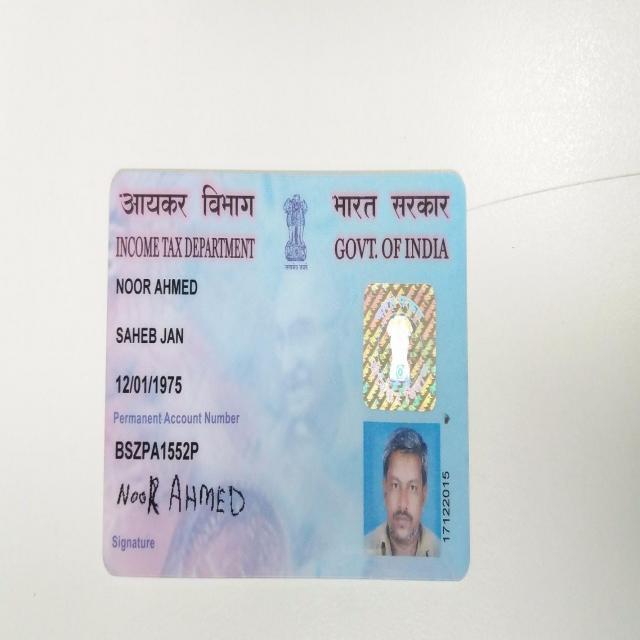 आयकर विभाग भारत सरकार
INCOME TAX DEPARTMENT GOVT. OF INDIA
NOOR AHMED
SAHEB JAN
12/01/1975
Permanent Account Number
BSZPA1552P
NOOR AHMED
Signature
17122015